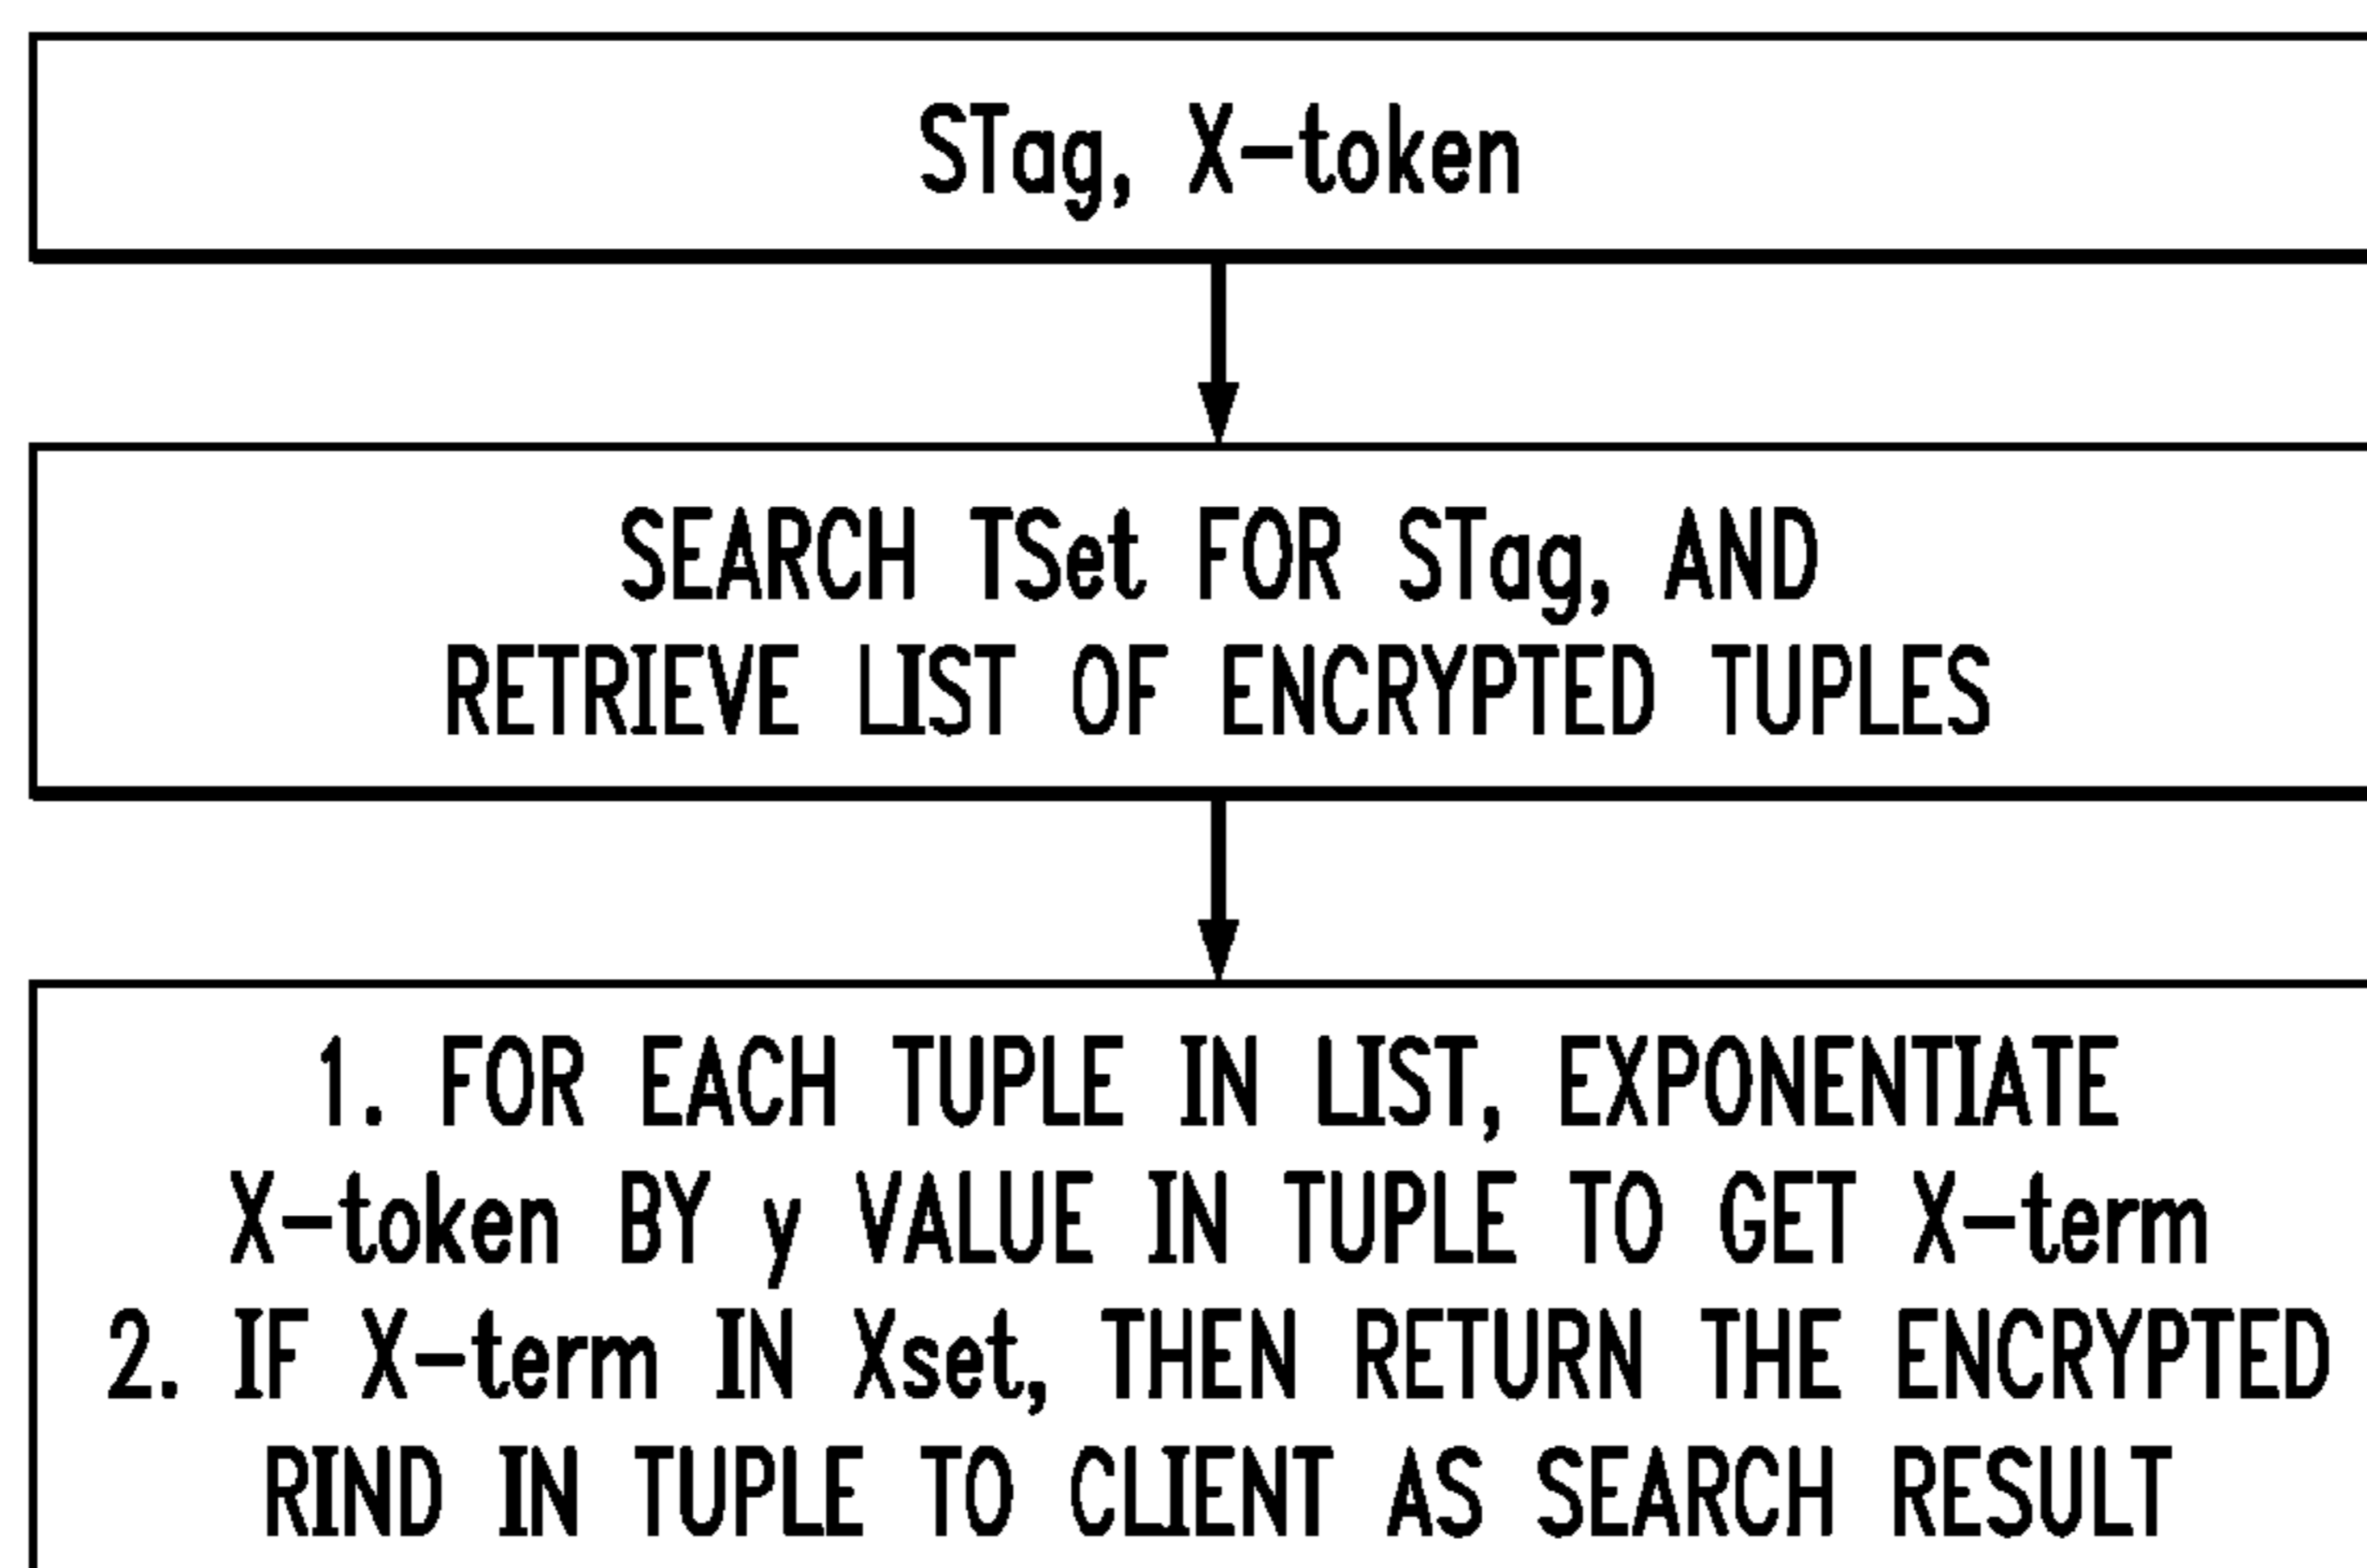 STag, X-token
SEARCH TSet FOR STag, AND
RETRIEVE LIST OF ENCRYPTED TUPLES
1. FOR EACH TUPLE IN LIST, EXPONENTIATE
X-token BY y VALUE IN TUPLE TO GET X-term
2. IF X-term IN Xset, THEN RETURN THE ENCRYPTED
RIND IN TUPLE TO CLIENT AS SEARCH RESULT